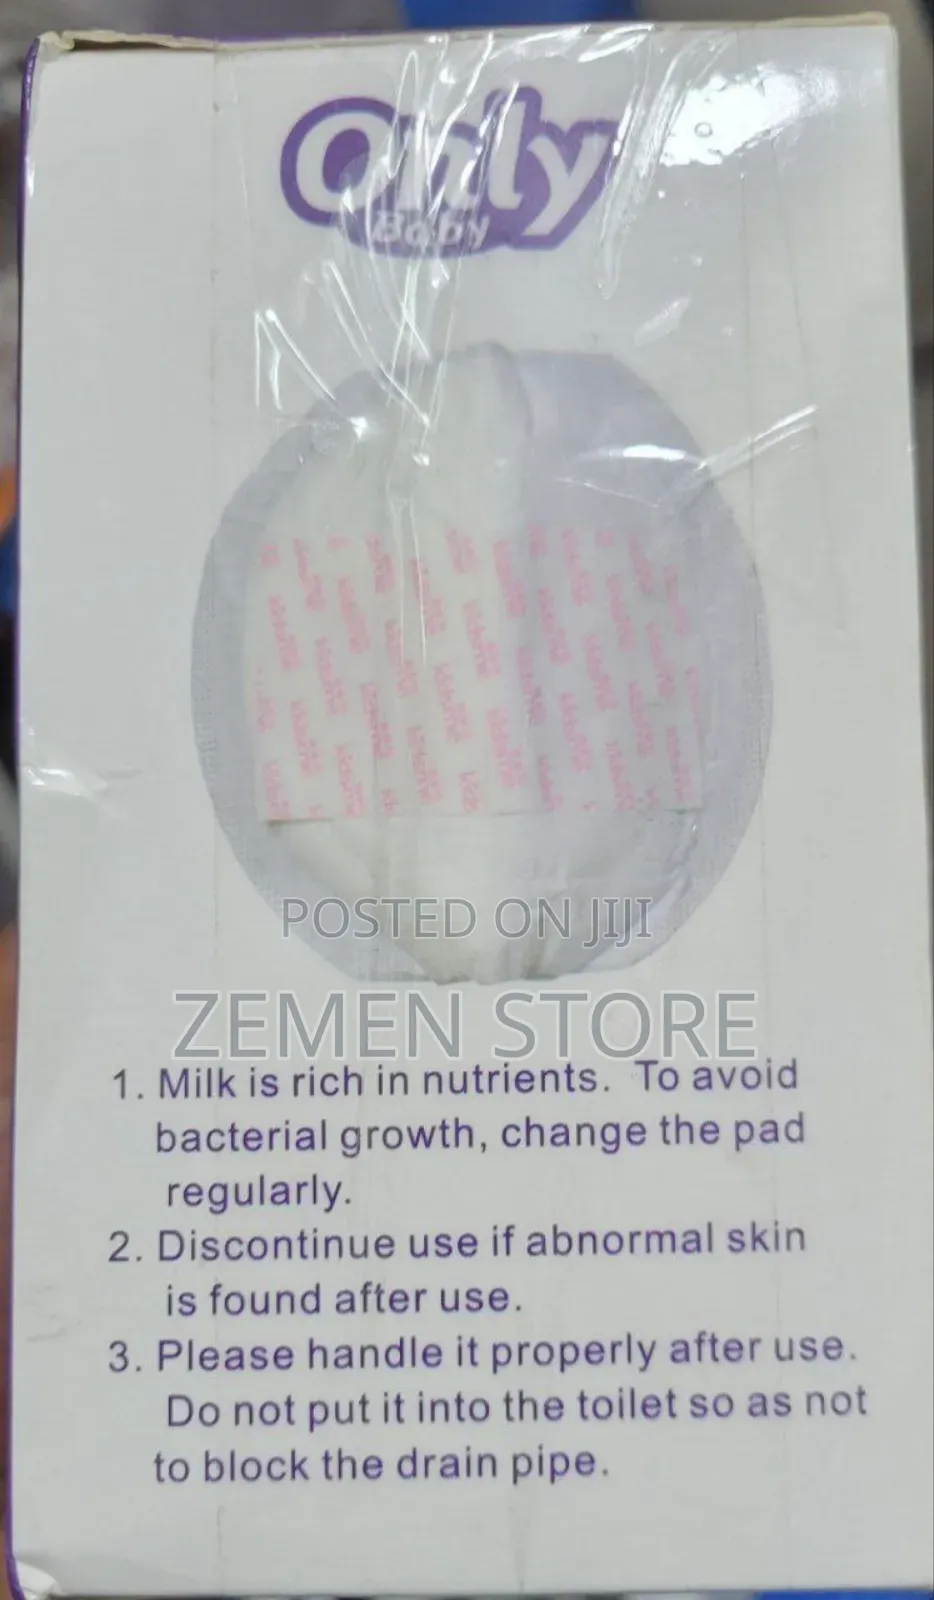 Only
Baby
POSTED ON JIJI
ZEMEN STORE
1. Milk is rich in nutrients. To avoid
bacterial growth, change the pad
regularly.
2. Discontinue use if abnormal skin
is found after use.
3. Please handle it properly after use.
Do not put it into the toilet so as not
to block the drain pipe.